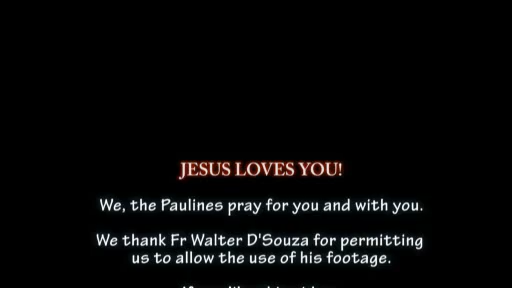 JESUS LOVES YOU!
We, the Paulines pray for you and with you.
We thank Fr Walter D'Souza for permitting
us to allow the use of his footage.